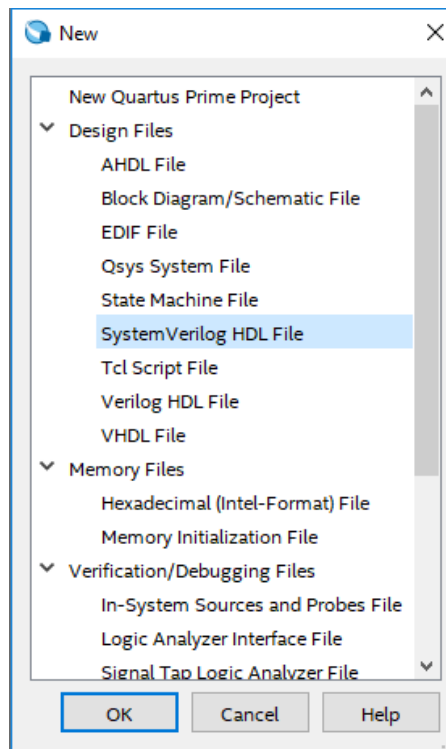 New
New Quartus Prime Project
Design Files
AHDL File
Block Diagram/Schematic File
EDIF File
Qsys System File
State Machine File
SystemVerilog HDL File
Tcl Script File
Verilog HDL File
VHDL File
Memory Files
Hexadecimal (Intel-Format) File
Memory Initialization File
Verification/Debugging Files
In-System Sources and Probes File
Logic Analyzer Interface File
Signal Tap Logic Analyzer File
OK Cancel Help